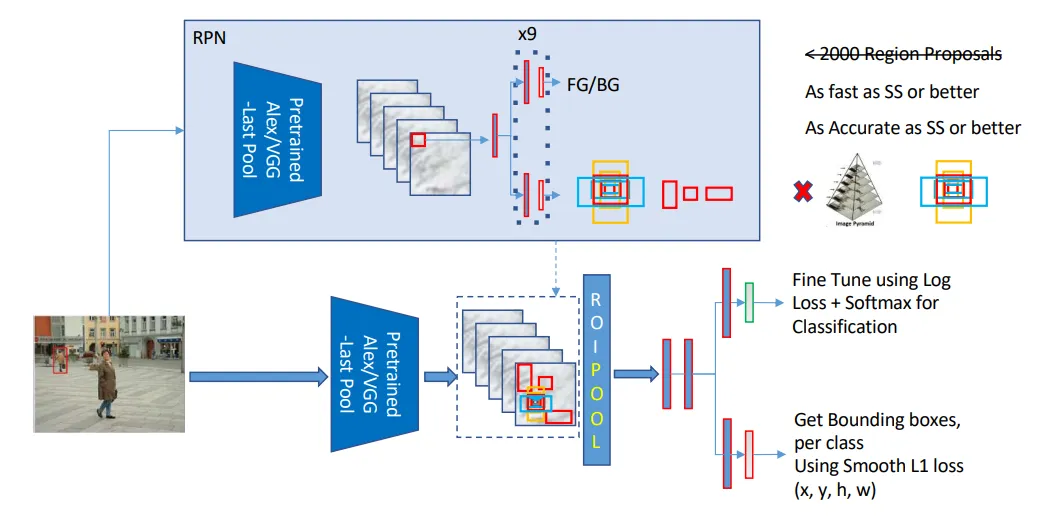 RPN
x9
Pretrained
Alex/VGG
-Last Pool
FG/BG
< 2000 Region Proposals
As fast as SS or better
As Accurate as SS or better
Image Pyramid
Pretrained
Alex/VGG
-Last Pool
ROI POOL
Fine Tune using Log
Loss + Softmax for
Classification
Get Bounding boxes,
per class
Using Smooth L1 loss
(x, y, h, w)